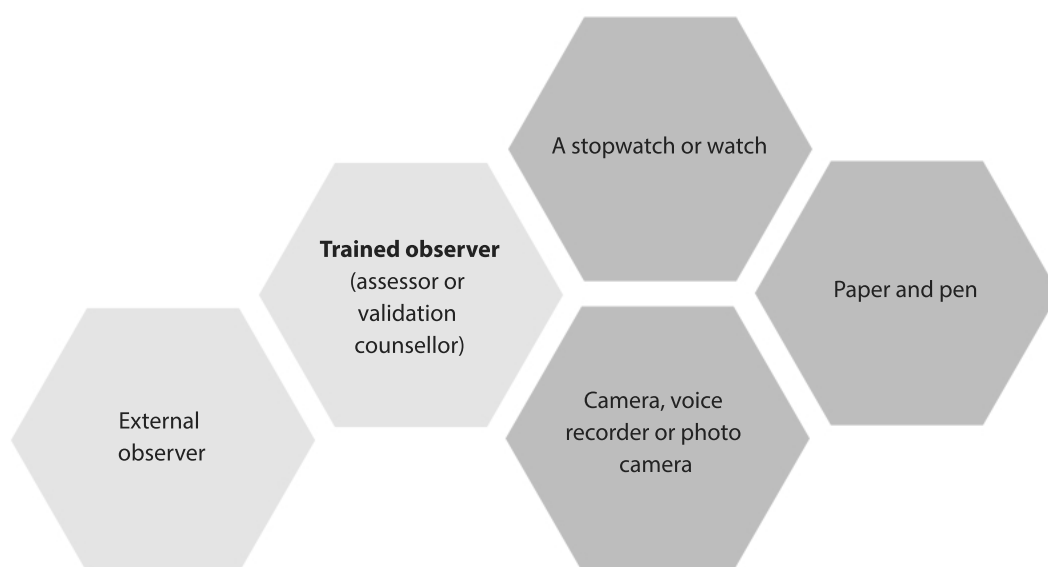 A stopwatch or watch
Trained observer
(assessor or
validation
counsellor)
Paper and pen
External
observer
Camera, voice
recorder or photo
camera